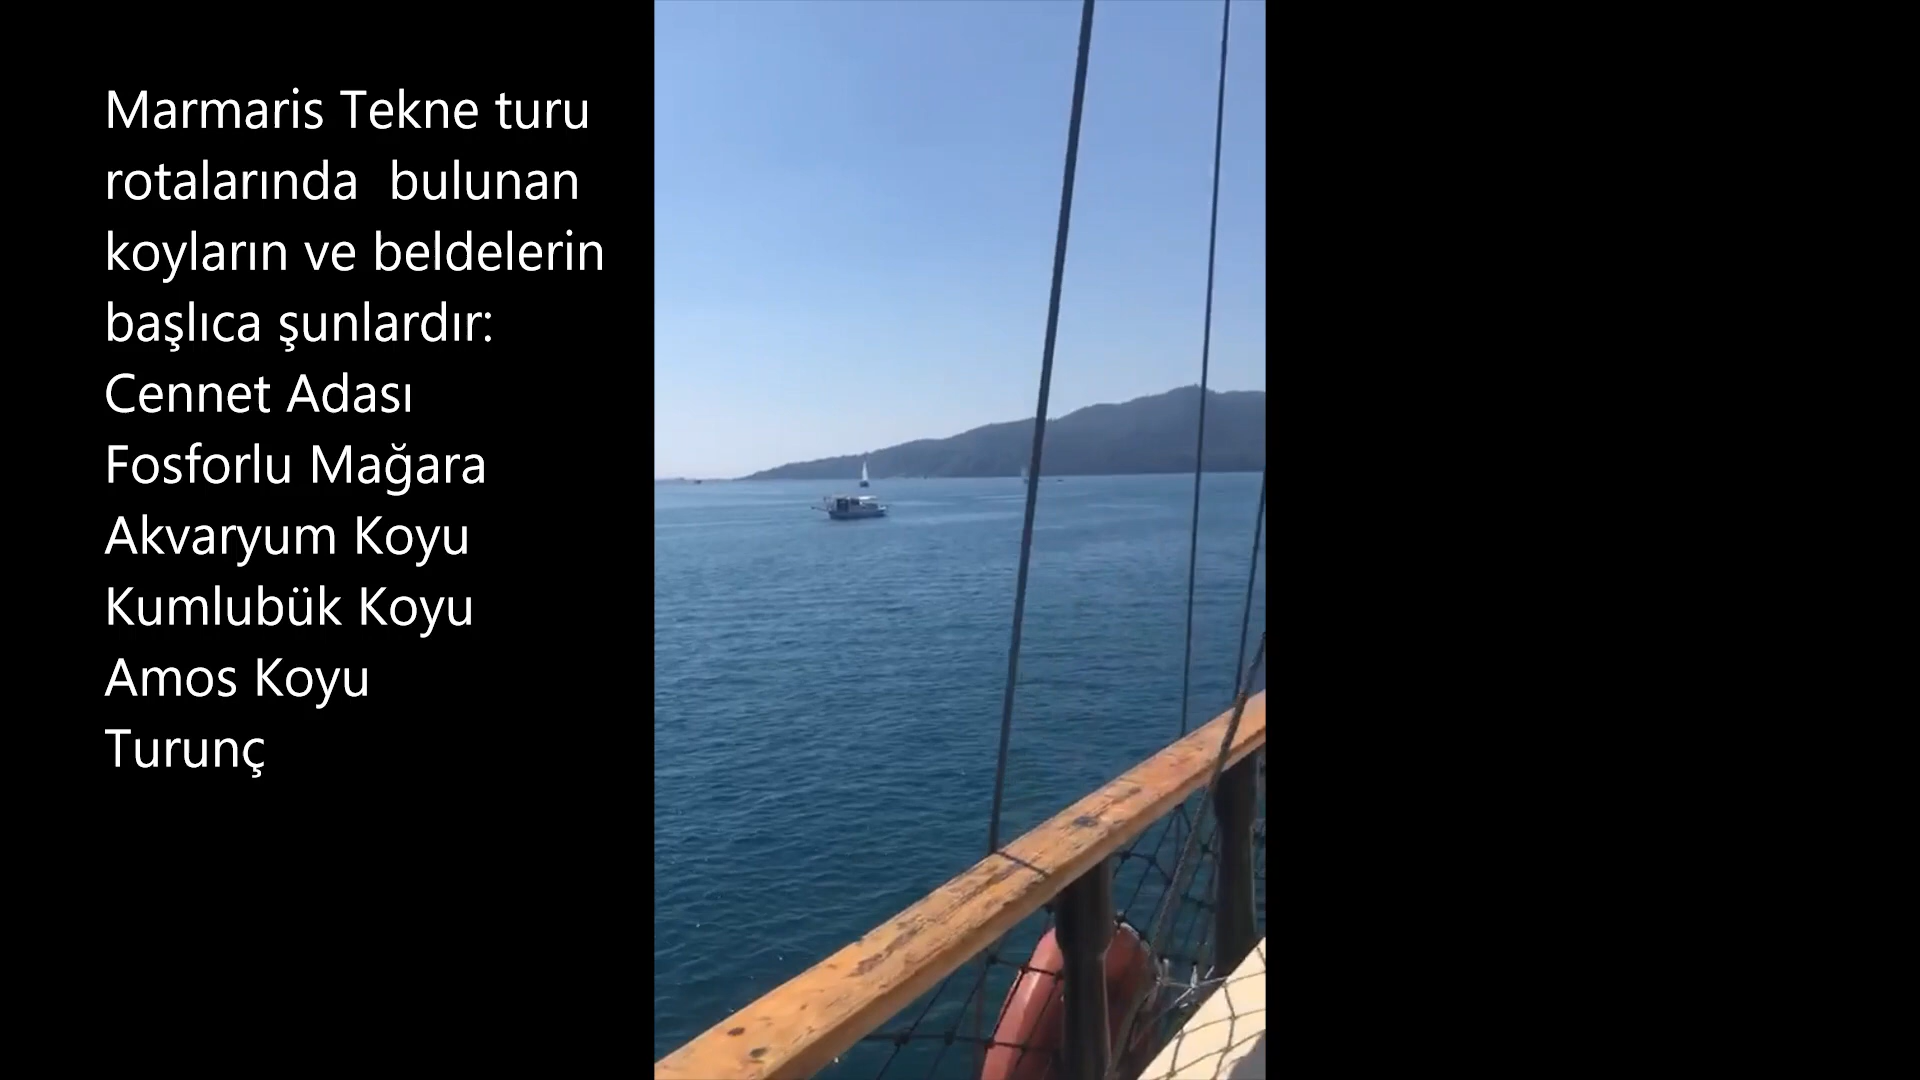 Marmaris Tekne turu
rotalarında  bulunan
koyların ve beldelerin
başlıca şunlardır:
Cennet Adası
Fosforlu Mağara
Akvaryum Koyu
Kumlubük Koyu
Amos Koyu
Turunç